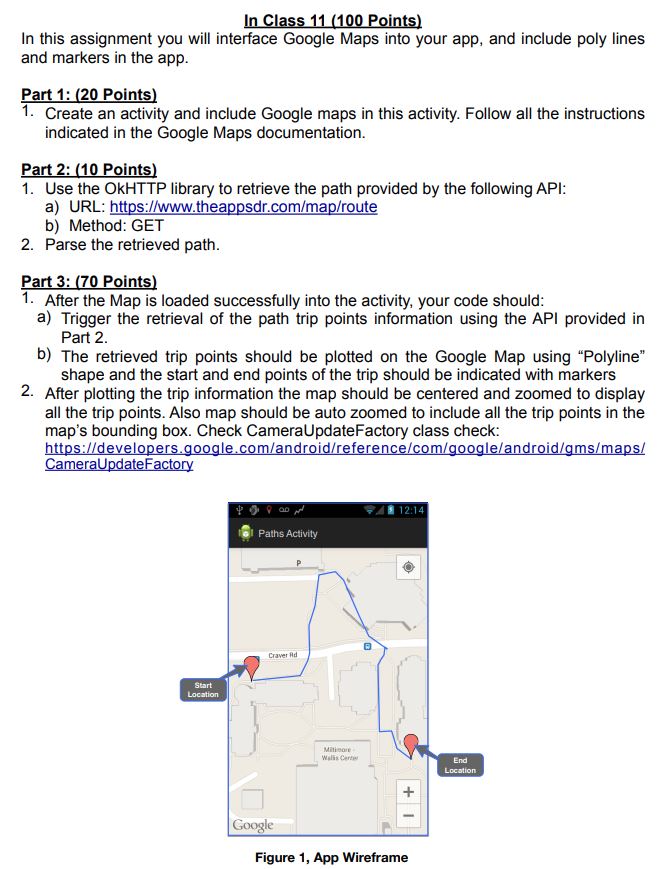 In Class 11 (100 Points)
In this assignment you will interface Google Maps into your app, and include poly lines
and markers in the app.
Part 1: (20 Points)
1. Create an activity and include Google maps in this activity. Follow all the instructions
indicated in the Google Maps documentation.
Part 2: (10 Points)
1. Use the OkHTTP library to retrieve the path provided by the following API:
a) URL: https://www.theappsdr.com/map/route
b) Method: GET
2. Parse the retrieved path.
Part 3: (70 Points)
1. After the Map is loaded successfully into the activity, your code should:
a) Trigger the retrieval of the path trip points information using the API provided in
Part 2.
b) The retrieved trip points should be plotted on the Google Map using “Polyline”
shape and the start and end points of the trip should be indicated with markers
2. After plotting the trip information the map should be centered and zoomed to display
all the trip points. Also map should be auto zoomed to include all the trip points in the
map’s bounding box. Check CameraUpdateFactory class check:
https://developers.google.com/android/reference/com/google/android/gms/maps/
CameraUpdateFactory
12:14
Paths Activity
P
Craver Rd
Start
Location
Miltimore -
Wallis Center
End
Location
+
−
Google
Figure 1, App Wireframe